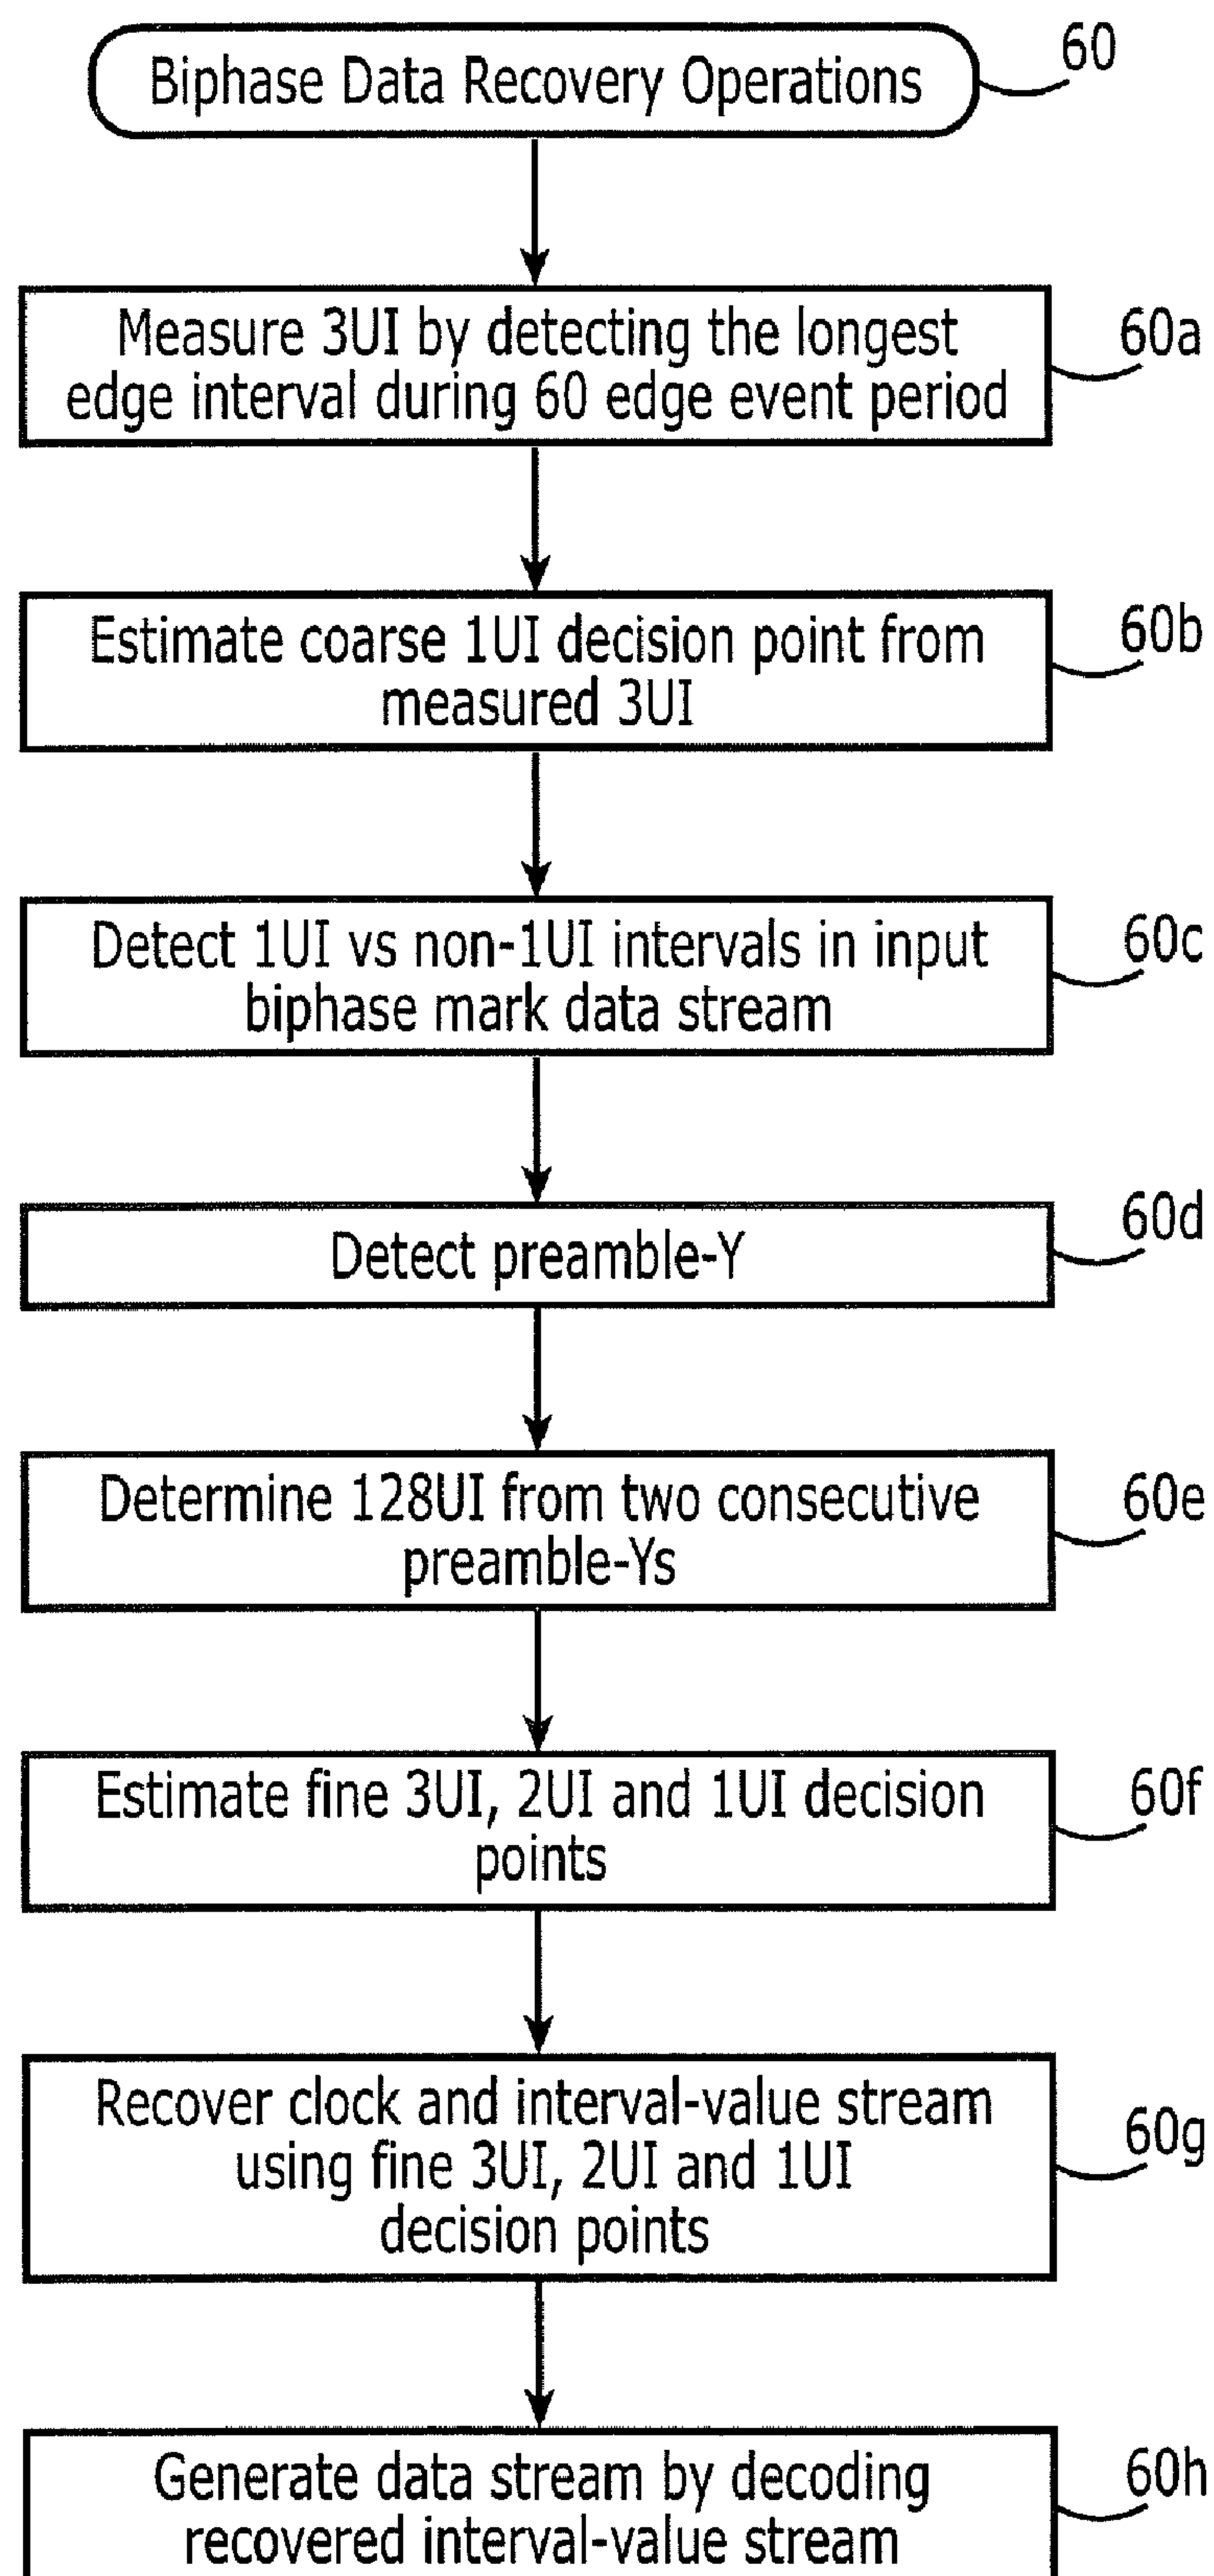 Biphase Data Recovery Operations
60
Measure 3UI by detecting the longest
edge interval during 60 edge event period
60a
Estimate coarse 1UI decision point from
measured 3UI
60b
Detect 1UI vs non-1UI intervals in input
biphase mark data stream
60c
Detect preamble-Y
60d
Determine 128UI from two consecutive
preamble-Ys
60e
Estimate fine 3UI, 2UI and 1UI decision
points
60f
Recover clock and interval-value stream
using fine 3UI, 2UI and 1UI
decision points
60g
Generate data stream by decoding
recovered interval-value stream
60h